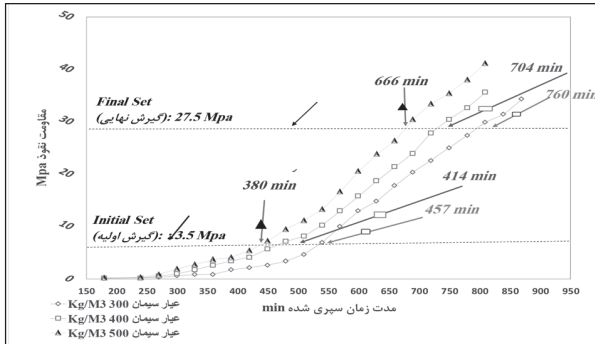 50
40
30
20
10
0
مقاومت نفوذ Mpa
Final Set
(گیرش نهایی): 27.5 Mpa
666 min
704 min
760 min
380 min
414 min
457 min
Initial Set
(گیرش اولیه): 3.5 Mpa
150 200 250 300 350 400 450 500 550 600 650 700 750 800 850 900 950
مدت زمان سپری شده min
عیار سیمان 300 Kg/M3
عیار سیمان 400 Kg/M3
عیار سیمان 500 Kg/M3